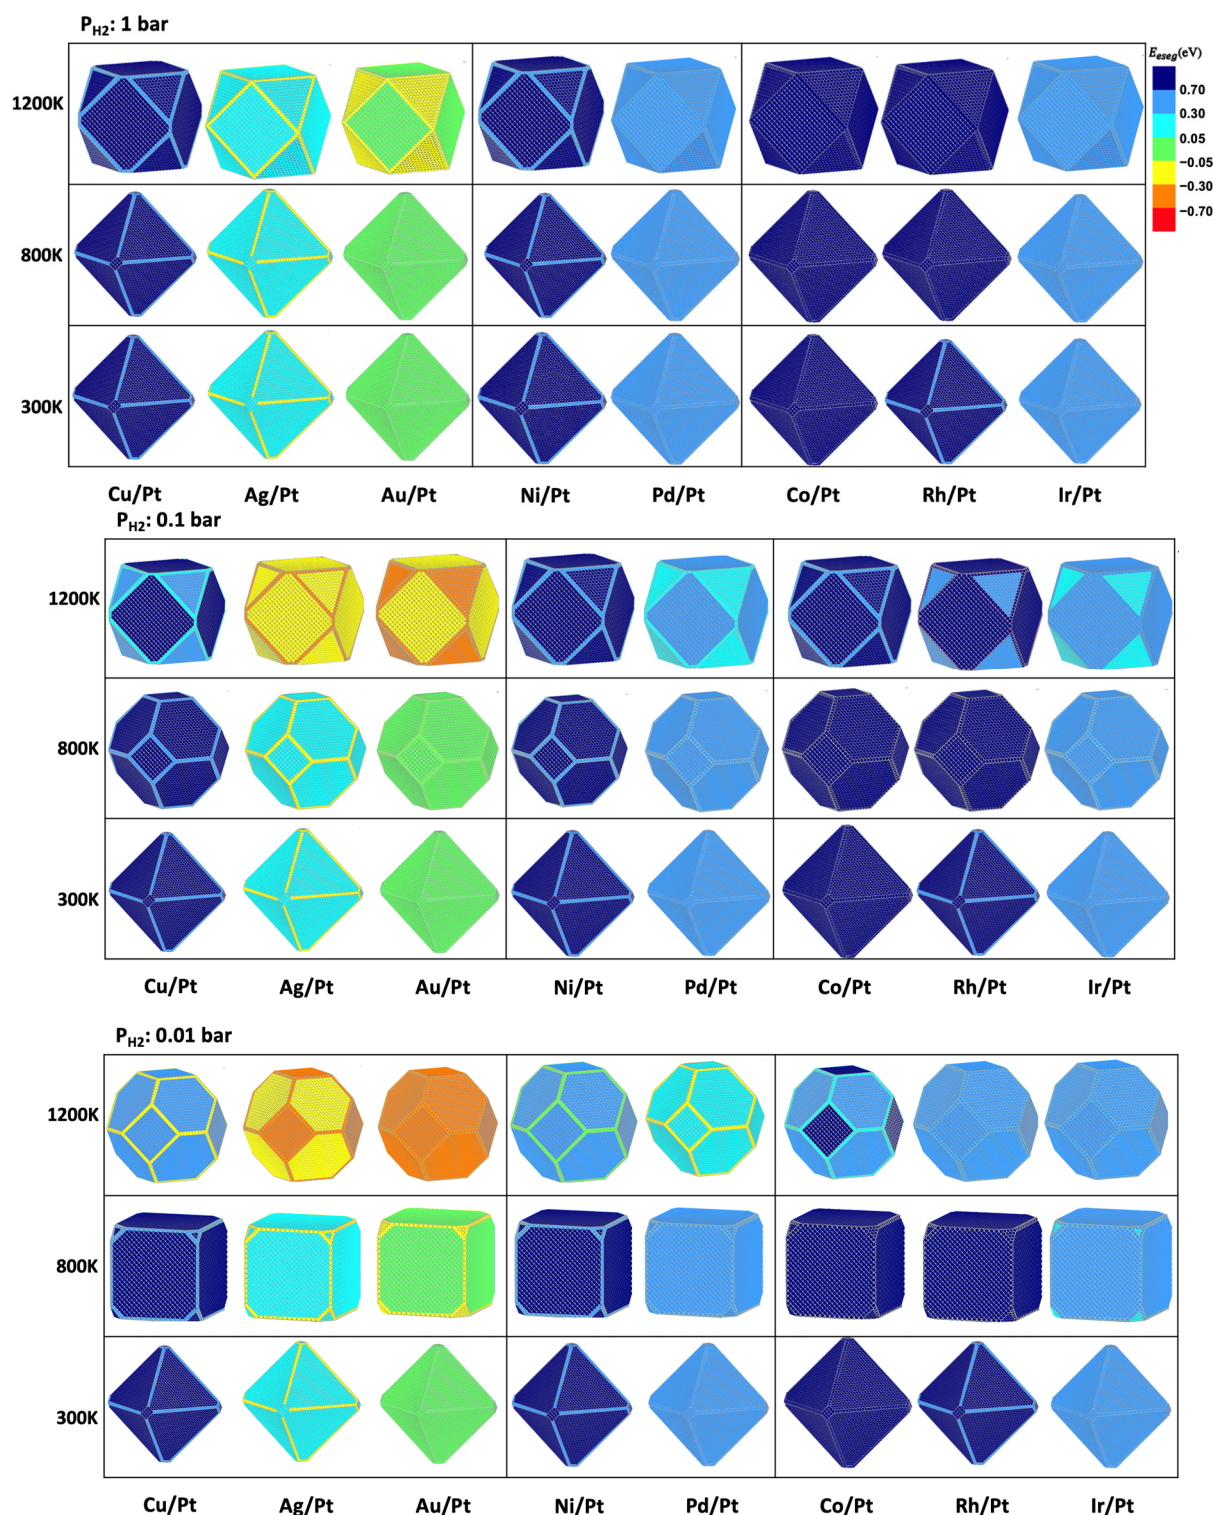 P_H2: 1 bar
E_eseg(eV)
0.70
0.30
0.05
−0.05
−0.30
−0.70
1200K
800K
300K
Cu/Pt Ag/Pt Au/Pt Ni/Pt Pd/Pt Co/Pt Rh/Pt Ir/Pt
P_H2: 0.1 bar
1200K
800K
300K
Cu/Pt Ag/Pt Au/Pt Ni/Pt Pd/Pt Co/Pt Rh/Pt Ir/Pt
P_H2: 0.01 bar
1200K
800K
300K
Cu/Pt Ag/Pt Au/Pt Ni/Pt Pd/Pt Co/Pt Rh/Pt Ir/Pt